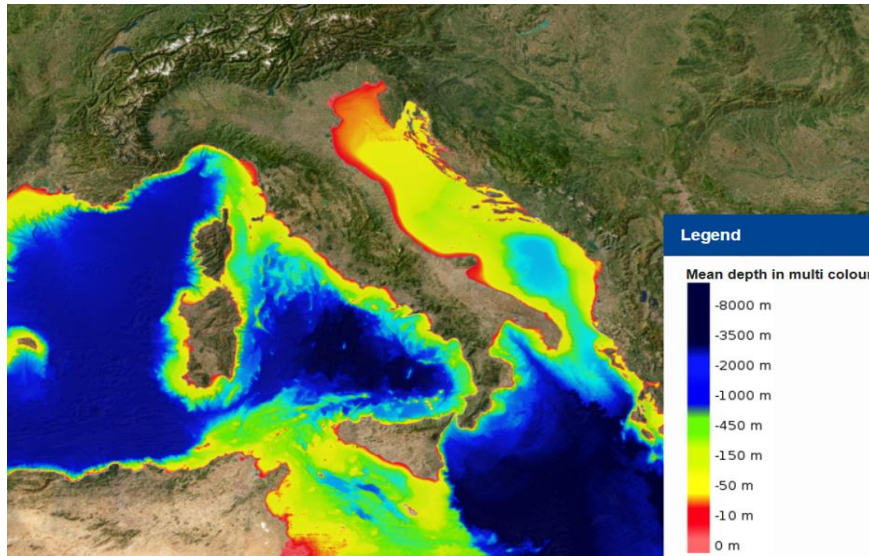 Legend
Mean depth in multi colour
-8000 m
-3500 m
-2000 m
-1000 m
-450 m
-150 m
-50 m
-10 m
0 m